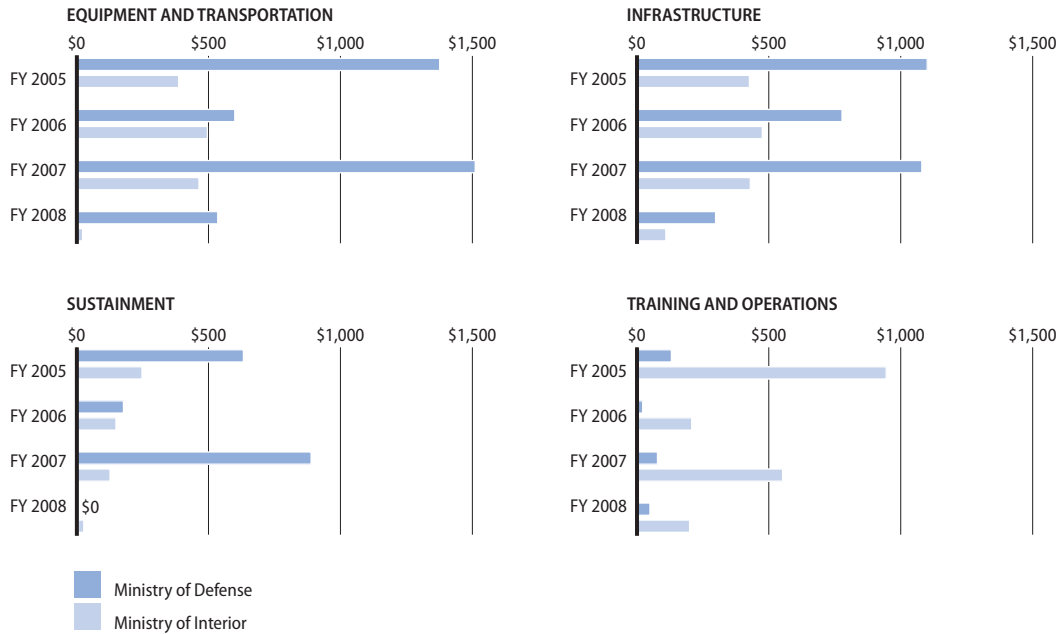 EQUIPMENT AND TRANSPORTATION
$0 $500 $1,000 $1,500
FY 2005
FY 2006
FY 2007
FY 2008
INFRASTRUCTURE
$0 $500 $1,000 $1,500
FY 2005
FY 2006
FY 2007
FY 2008
SUSTAINMENT
$0 $500 $1,000 $1,500
FY 2005
FY 2006
FY 2007
FY 2008 $0
TRAINING AND OPERATIONS
$0 $500 $1,000 $1,500
FY 2005
FY 2006
FY 2007
FY 2008
Ministry of Defense
Ministry of Interior